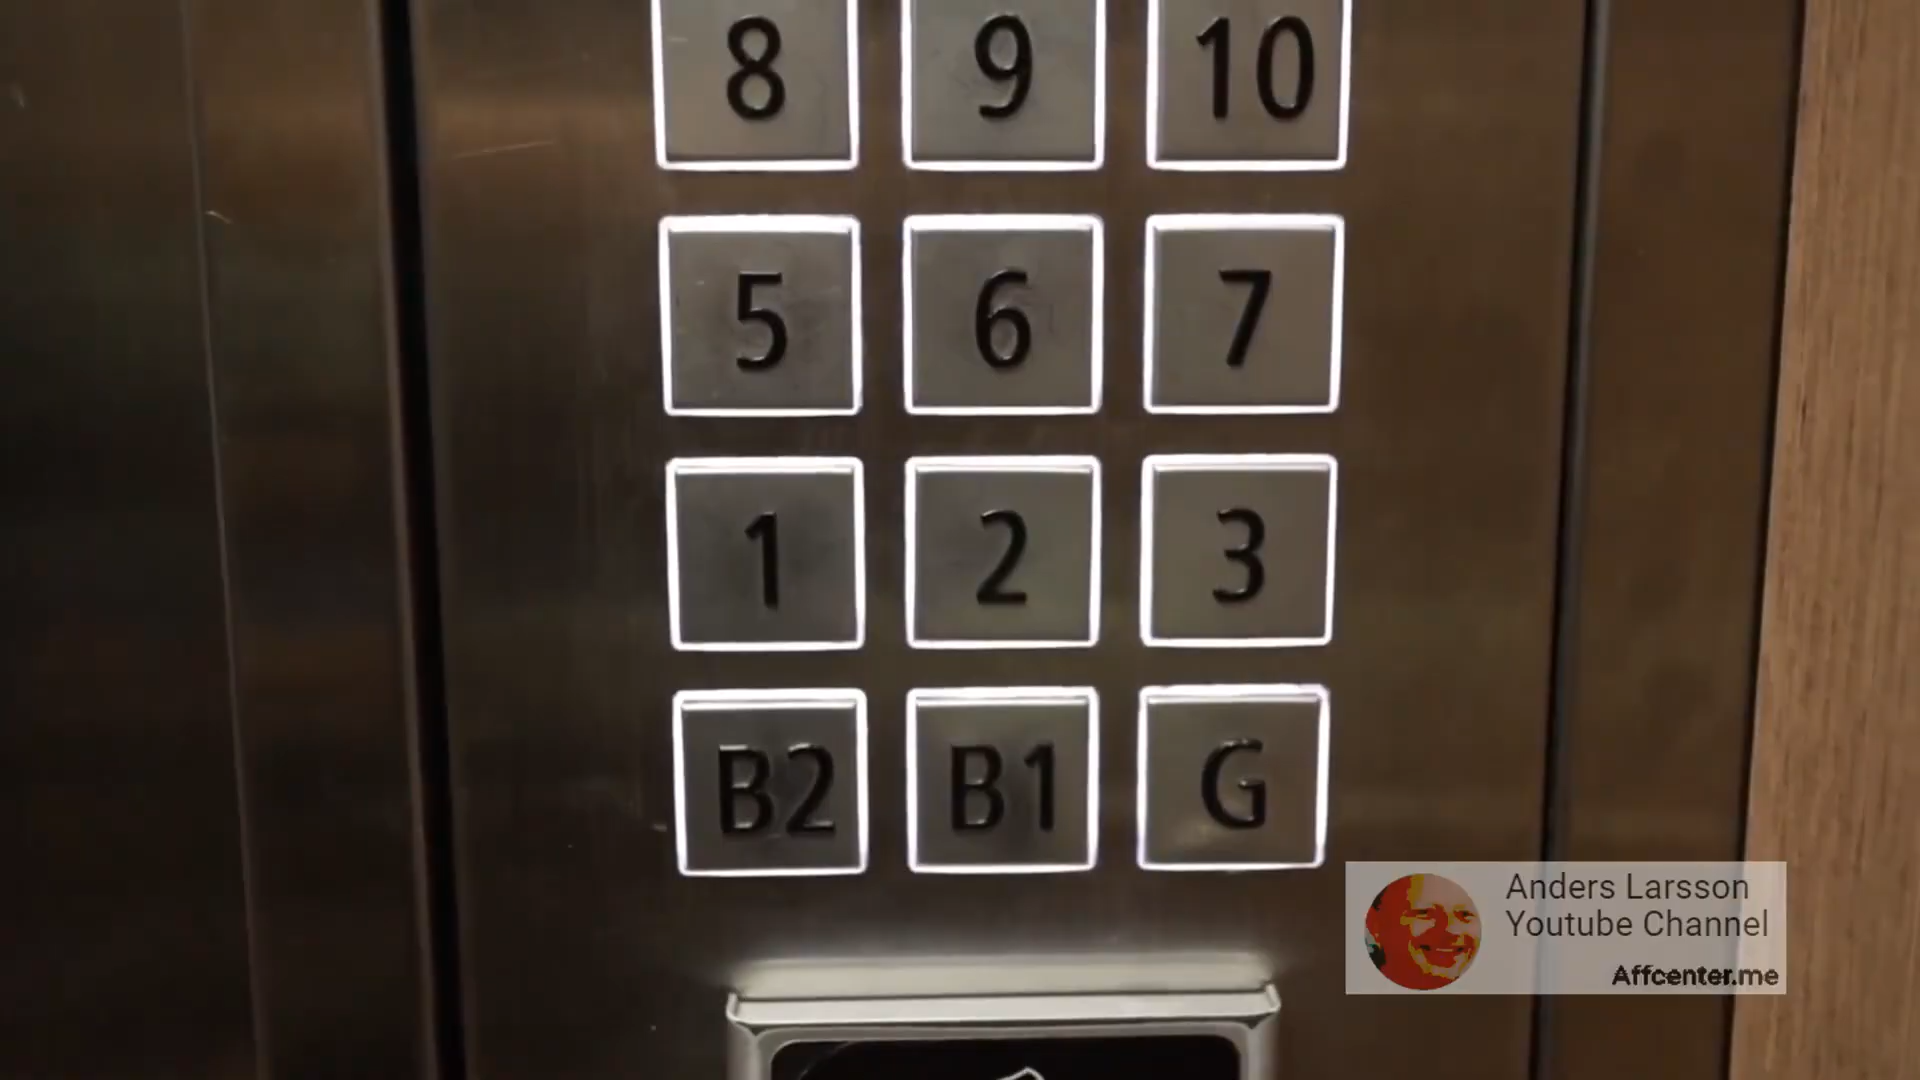 8 9 10
5 6 7
1 2 3
B2 B1 G
Anders Larsson
Youtube Channel
Affcenter.me